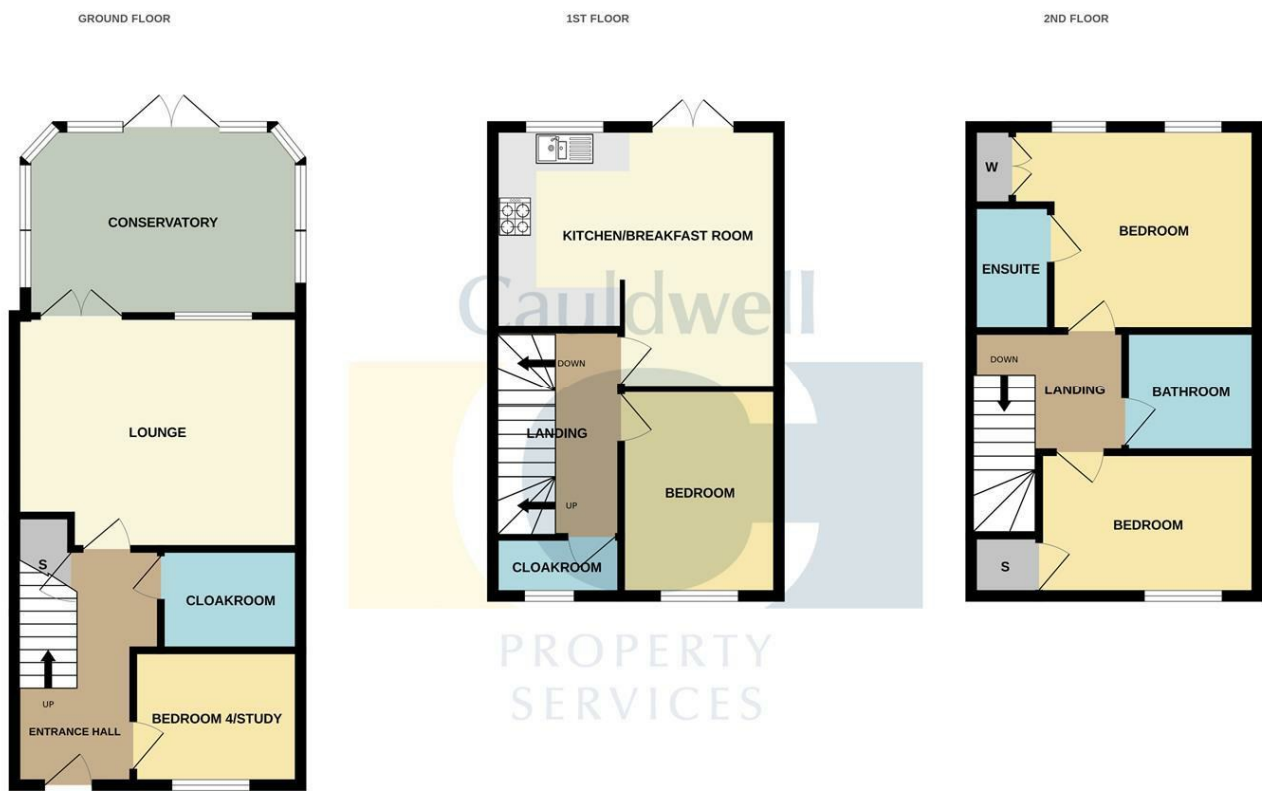 GROUND FLOOR
CONSERVATORY
LOUNGE
S
CLOAKROOM
UP
BEDROOM 4/STUDY
ENTRANCE HALL
1ST FLOOR
KITCHEN/BREAKFAST ROOM
DOWN
LANDING
BEDROOM
UP
CLOAKROOM
2ND FLOOR
W
BEDROOM
ENSUITE
DOWN
LANDING
BATHROOM
BEDROOM
S
Cauldwell
PROPERTY
SERVICES